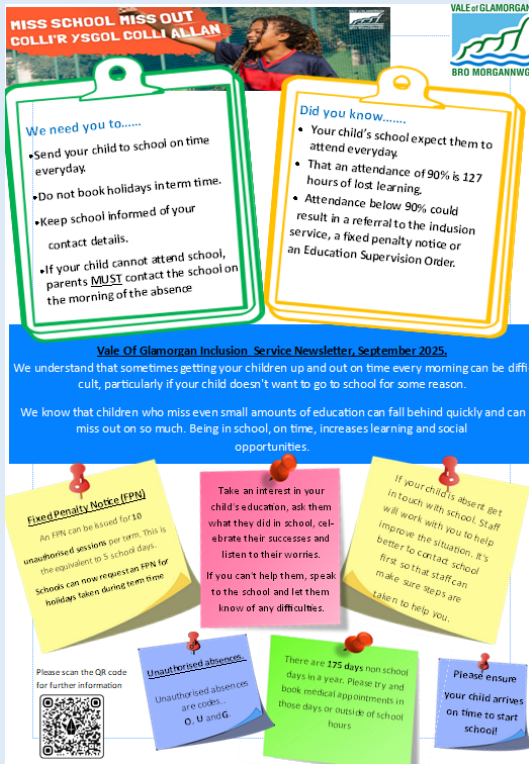 MISS SCHOOL MISS OUT
COLLI'R YSGOL COLLI ALLAN
VALE of GLAMORGAN
BRO MORGANNWG
VALE of GLAMORGAN
BRO MORGANNWG
We need you to......
•Send your child to school on time
everyday.
•Do not book holidays in term time.
•Keep school informed of your
contact details.
•If your child cannot attend school,
parents MUST contact the school on
the morning of the absence
Did you know.......
• Your child's school expect them to
attend everyday.
• That an attendance of 90% is 127
hours of lost learning.
• Attendance below 90% could
result in a referral to the inclusion
service, a fixed penalty notice or
an Education Supervision Order.
Vale Of Glamorgan Inclusion Service Newsletter, September 2025.
We understand that sometimes getting your children up and out on time every morning can be diffi
cult, particularly if your child doesn't want to go to school for some reason.
We know that children who miss even small amounts of education can fall behind quickly and can
miss out on so much. Being in school, on time, increases learning and social
opportunities.
Fixed Penalty Notice (FPN)
An FPN can be issued for 10
unauthorised sessions per term. This is
the equivalent to 5 school days.
Schools can now request an FPN for
holidays taken during term time
Take an interest in your
child's education, ask them
what they did in school, cel-
ebrate their successes and
listen to their worries.
If you can't help them, speak
to the school and let them
know of any difficulties.
If your child is absent get
in touch with school. Staff
will work with you to help
improve the situation. It's
better to contact school
first so that staff can
make sure steps are
taken to help you.
Please scan the QR code
for further information
Unauthorised absences.
Unauthorised absences
are codes...
O, U and G.
There are 175 days non school
days in a year. Please try and
book medical appointments in
those days or outside of school
hours
Please ensure
your child arrives
on time to start
school!